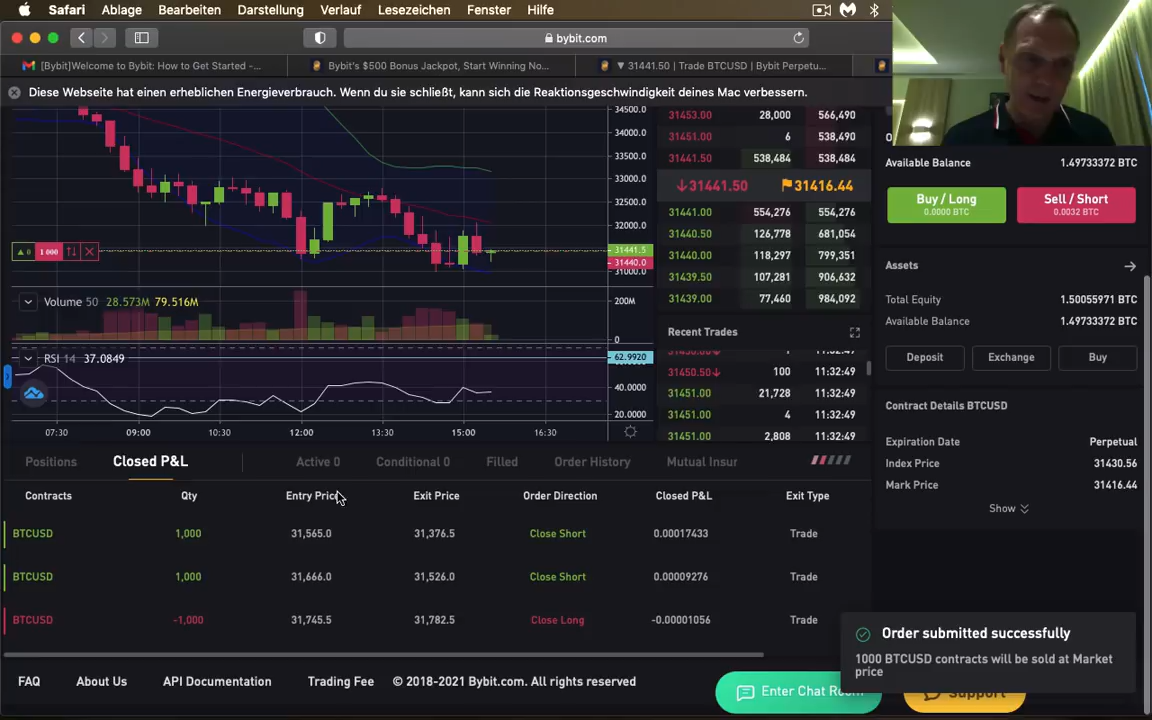 Safari Ablage Bearbeiten Darstellung Verlauf Lesezeichen Fenster Hilfe
bybit.com
[Bybit]Welcome to Bybit: How to Get Started -...
Bybit's $500 Bonus Jackpot, Start Winning No...
▼ 31441.50 | Trade BTCUSD | Bybit Perpetu...
Diese Webseite hat einen erheblichen Energieverbrauch. Wenn du sie schließt, kann sich die Reaktionsgeschwindigkeit deines Mac verbessern.
34500.0
34000.0
33500.0
33000.0
32500.0
32000.0
31441.5
31440.0
31000.0
▲ 0 1 000
Volume 50 28.573M 79.516M
200M
0
RSI 14 37.0849
62.9920
40.0000
20.0000
07:30 09:00 10:30 12:00 13:30 15:00 16:30
31453.00 28,000 566,490
31451.00 6 538,490
31441.50 538,484 538,484
↓31441.50 31416.44
31441.00 554,276 554,276
31440.50 126,778 681,054
31440.00 118,297 799,351
31439.50 107,281 906,632
31439.00 77,460 984,092
Recent Trades
31450.50↓ 100 11:32:49
31451.00 21,728 11:32:49
31451.00 4 11:32:49
31451.00 2,808 11:32:49
Available Balance 1.49733372 BTC
Buy / Long
0.0000 BTC
Sell / Short
0.0032 BTC
Assets
Total Equity 1.50055971 BTC
Available Balance 1.49733372 BTC
Deposit Exchange Buy
Contract Details BTCUSD
Expiration Date Perpetual
Index Price 31430.56
Mark Price 31416.44
Show
Positions Closed P&L Active 0 Conditional 0 Filled Order History Mutual Insur
Contracts Qty Entry Price Exit Price Order Direction Closed P&L Exit Type
BTCUSD 1,000 31,565.0 31,376.5 Close Short 0.00017433 Trade
BTCUSD 1,000 31,666.0 31,526.0 Close Short 0.00009276 Trade
BTCUSD -1,000 31,745.5 31,782.5 Close Long -0.00001056 Trade
Order submitted successfully
1000 BTCUSD contracts will be sold at Market
price
FAQ About Us API Documentation Trading Fee © 2018-2021 Bybit.com. All rights reserved
Enter Chat Room
Support